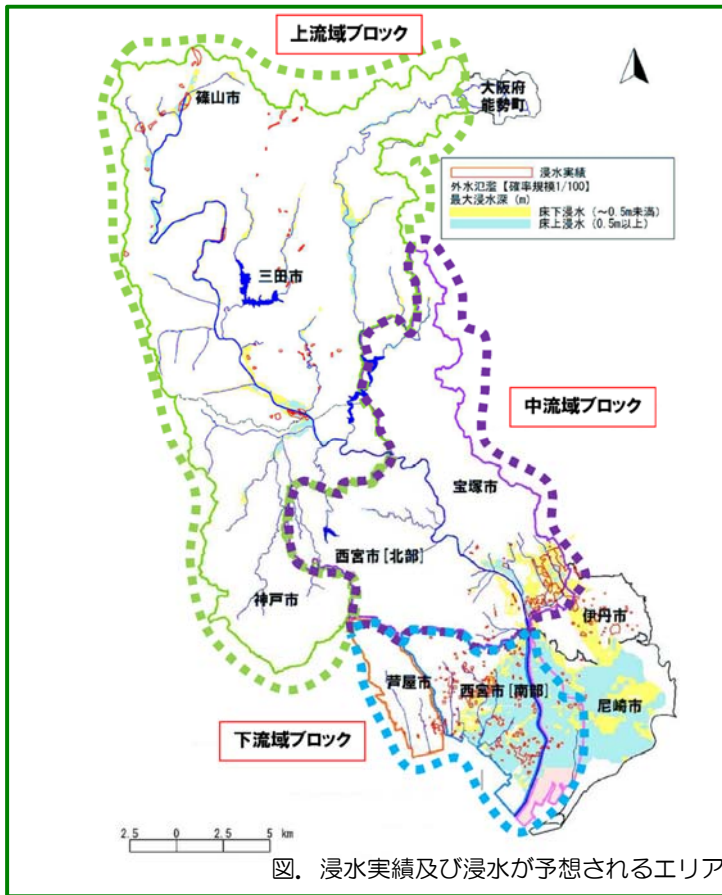 上流域ブロック
大阪府
能勢町
篠山市
浸水実績
外水氾濫【確率規模1/100】
最大浸水深 (m)
床下浸水 (～0.5m未満)
床上浸水 (0.5m以上)
三田市
中流域ブロック
宝塚市
西宮市[北部]
神戸市
伊丹市
芦屋市
西宮市[南部]
尼崎市
下流域ブロック
2.5 0 2.5 5 km
図．浸水実績及び浸水が予想されるエリア